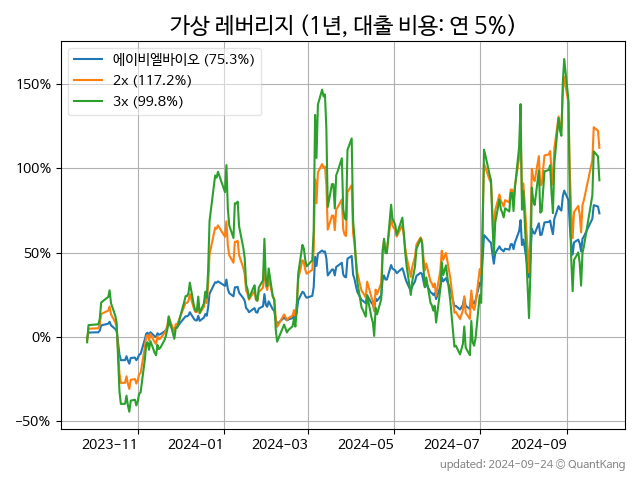 가상 레버리지 (1년, 대출 비용: 연 5%)
에이비엘바이오 (75.3%)
2x (117.2%)
3x (99.8%)
150%
100%
50%
0%
−50%
2023-11 2024-01 2024-03 2024-05 2024-07 2024-09
updated: 2024-09-24 © QuantKang